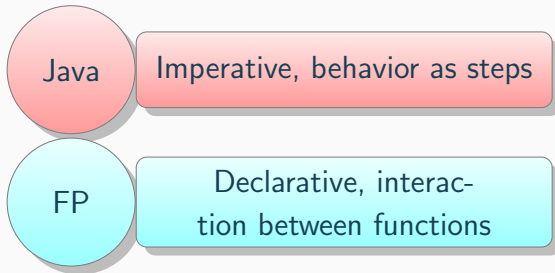 Java
Imperative, behavior as steps
FP
Declarative, interac-
tion between functions